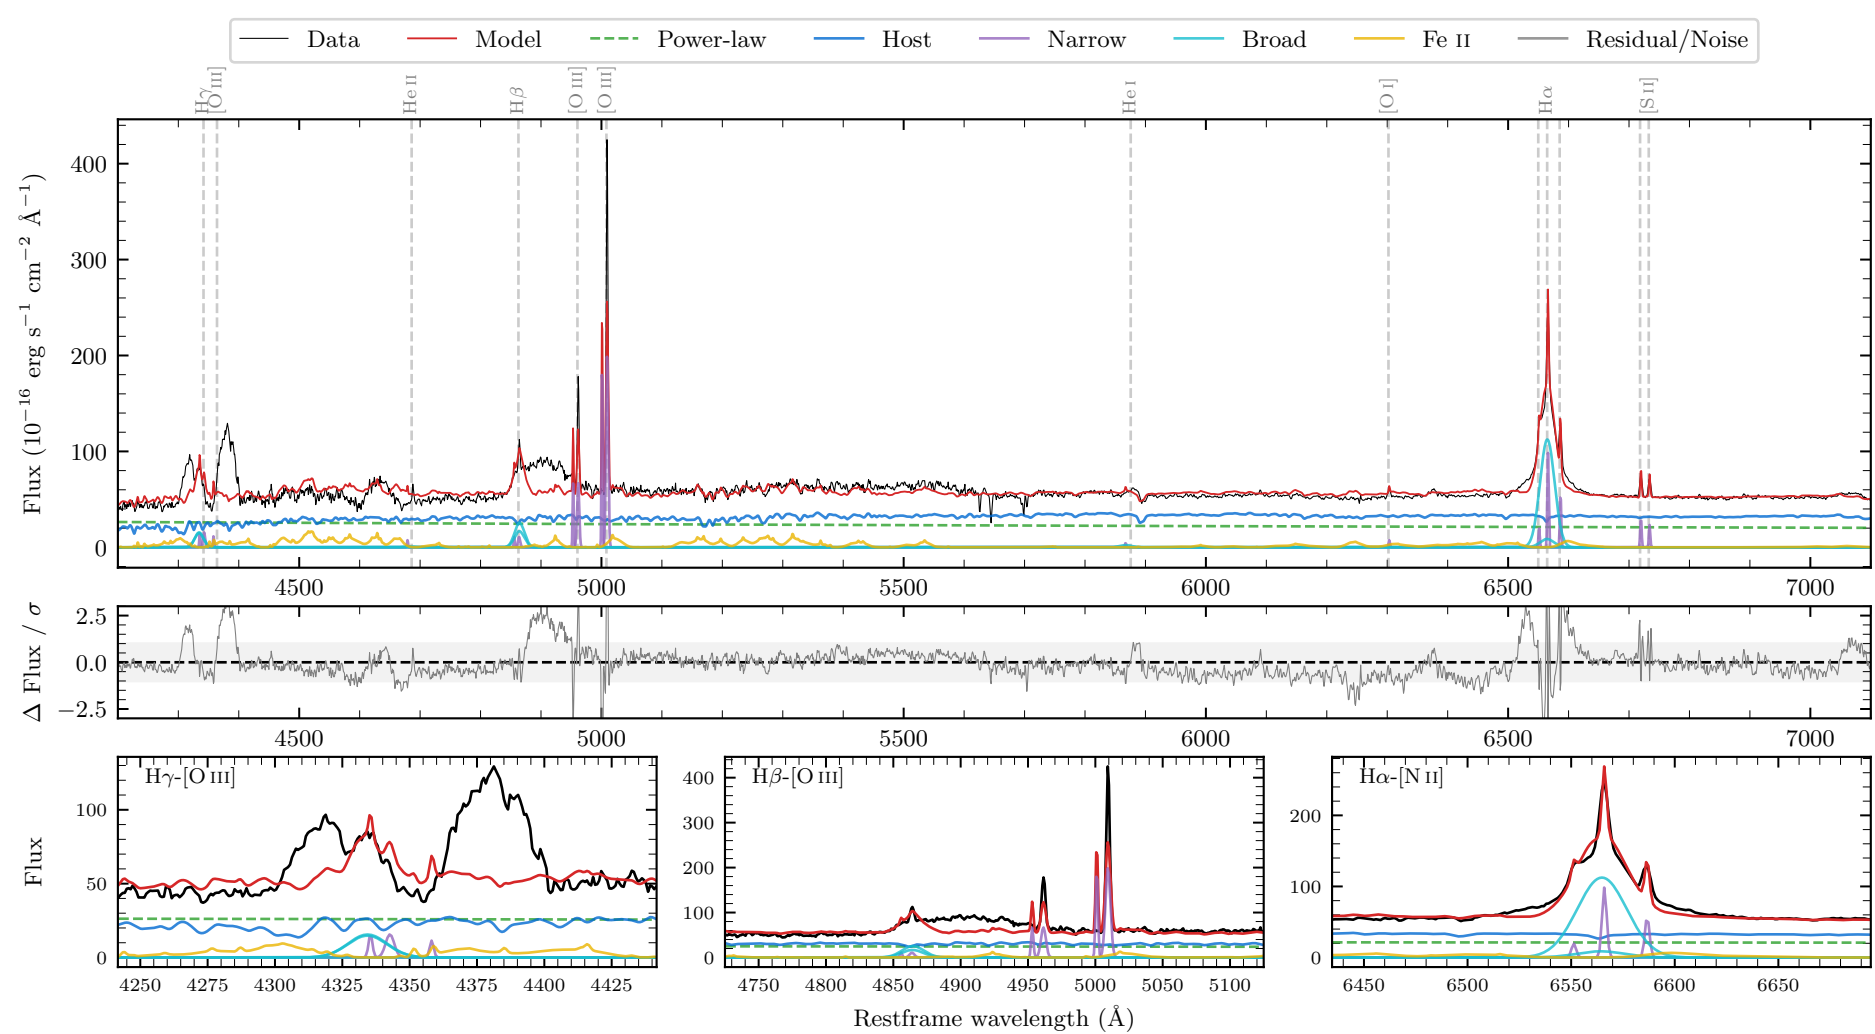 Data Model Power-law Host Narrow Broad Fe II Residual/Noise
Hγ [O III] He II Hβ [O III] [O III] He I [O I] Hα [S II]
Flux (10−16 erg s−1 cm−2 Å−1)
400
300
200
100
0
4500 5000 5500 6000 6500 7000
Δ Flux / σ
2.5
0.0
−2.5
4500 5000 5500 6000 6500 7000
Flux
Hγ-[O III]
100
50
0
4250 4275 4300 4325 4350 4375 4400 4425
Hβ-[O III]
400
300
200
100
0
4750 4800 4850 4900 4950 5000 5050 5100
Hα-[N II]
200
100
0
6450 6500 6550 6600 6650
Restframe wavelength (Å)